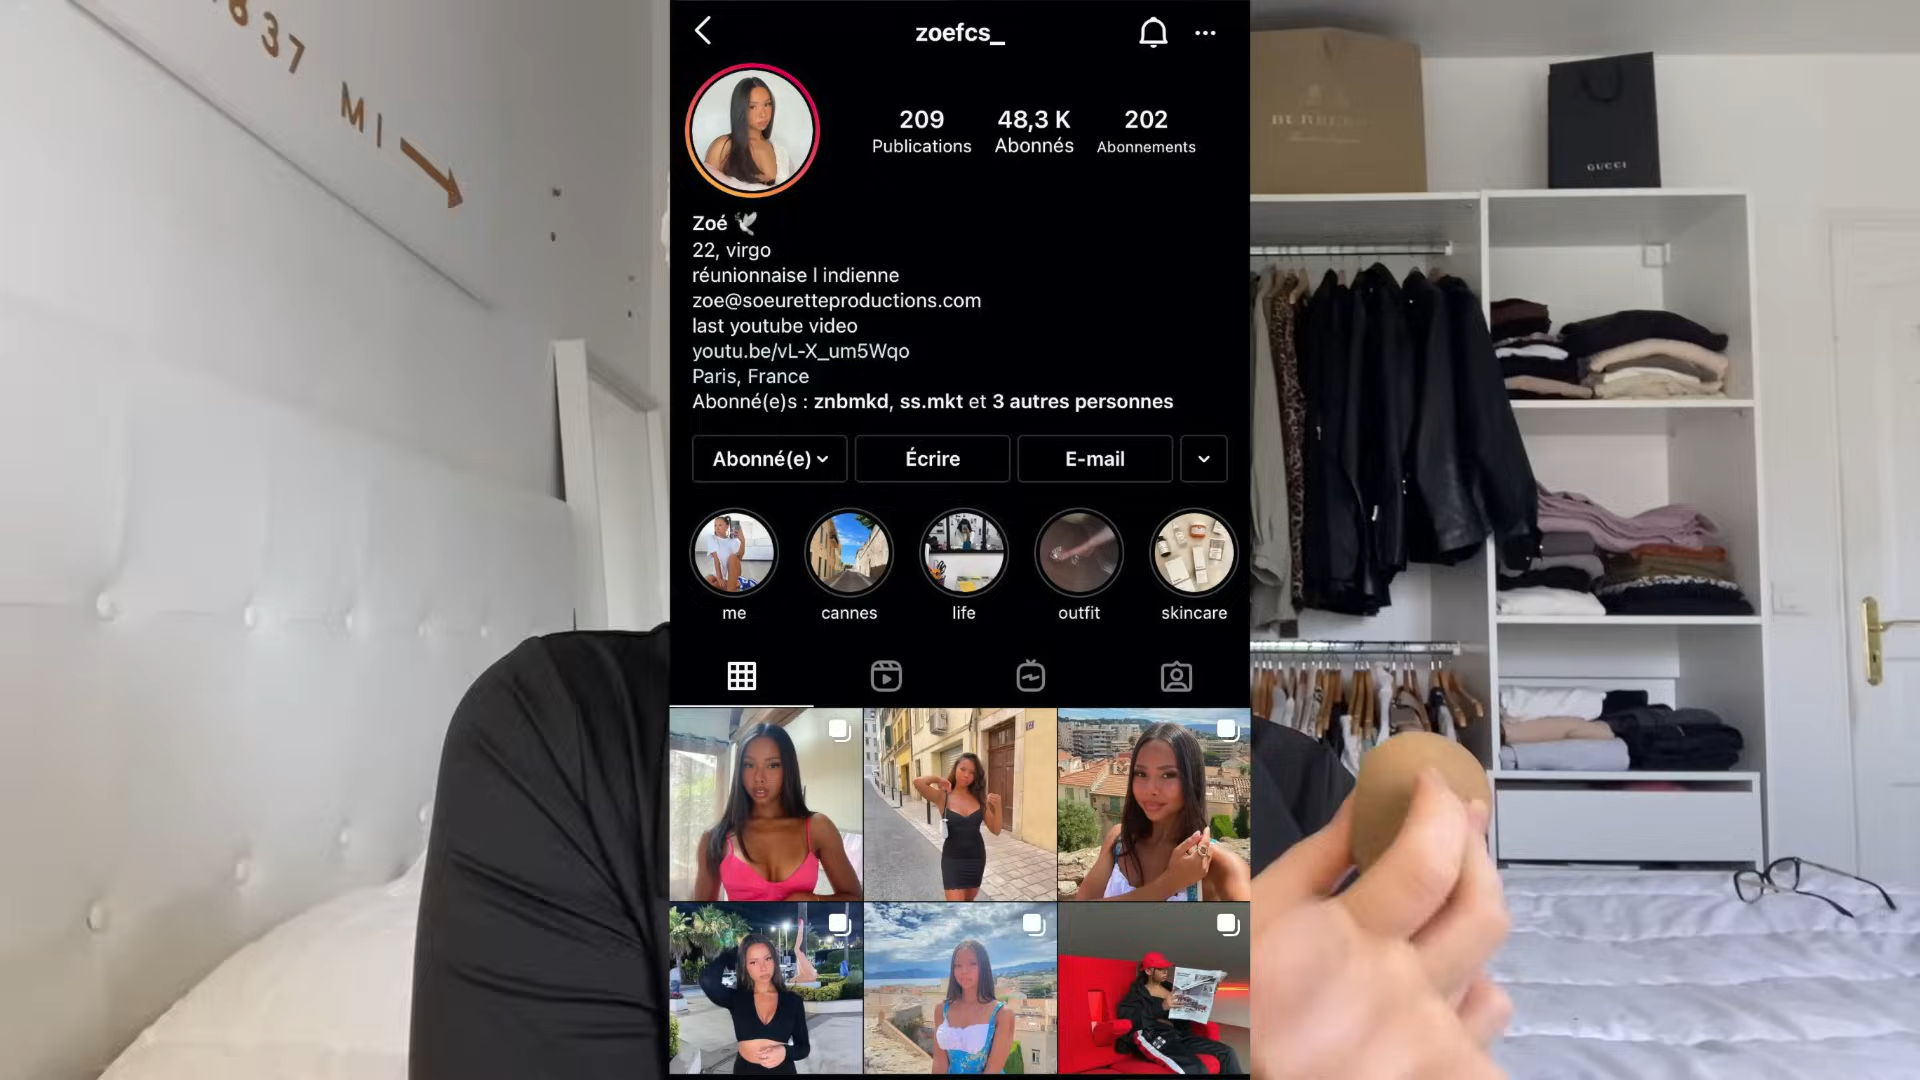 837 MI
zoefcs_
209
Publications
48,3 K
Abonnés
202
Abonnements
Zoé
22, virgo
réunionnaise l indienne
zoe@soeuretteproductions.com
last youtube video
youtu.be/vL-X_um5Wqo
Paris, France
Abonné(e)s : znbmkd, ss.mkt et 3 autres personnes
Abonné(e)
Écrire
E-mail
me
cannes
life
outfit
skincare
BURBERRY
GUCCI